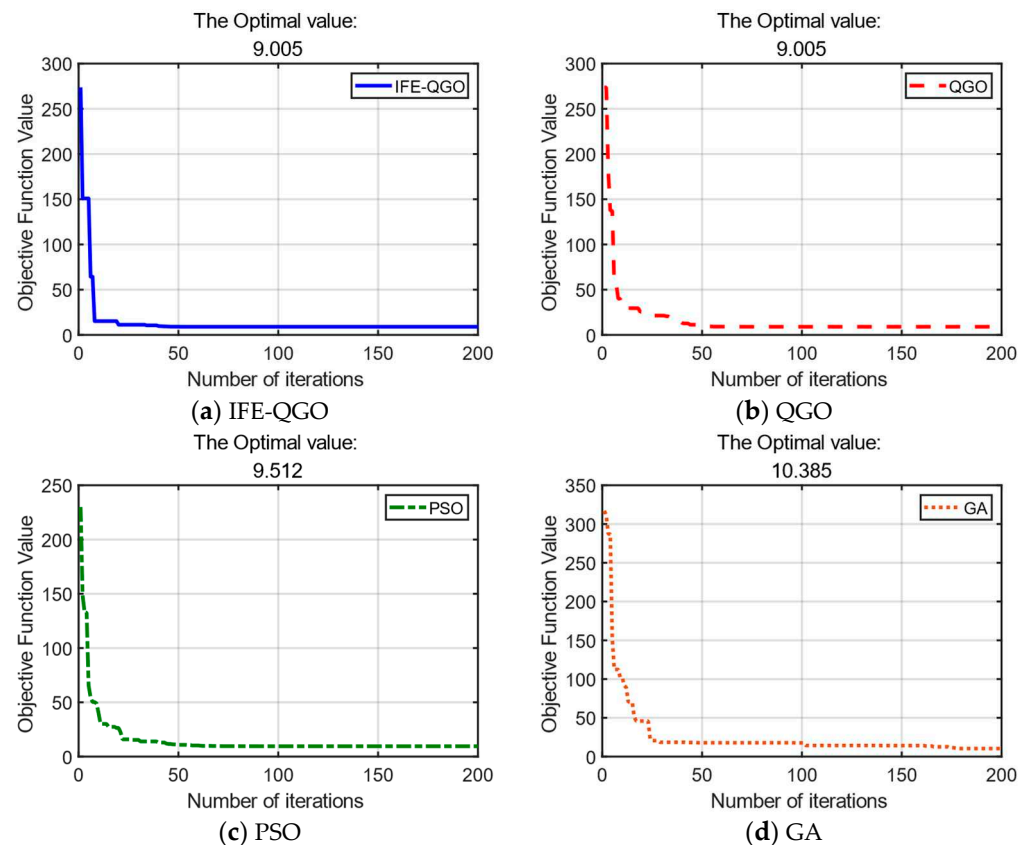 The Optimal value:
9.005
300
250
200
150
100
50
0
Objective Function Value
IFE-QGO
0 50 100 150 200
Number of iterations
(a) IFE-QGO
The Optimal value:
9.005
300
250
200
150
100
50
0
Objective Function Value
QGO
0 50 100 150 200
Number of iterations
(b) QGO
The Optimal value:
9.512
250
200
150
100
50
0
Objective Function Value
PSO
0 50 100 150 200
Number of iterations
(c) PSO
The Optimal value:
10.385
350
300
250
200
150
100
50
0
Objective Function Value
GA
0 50 100 150 200
Number of iterations
(d) GA